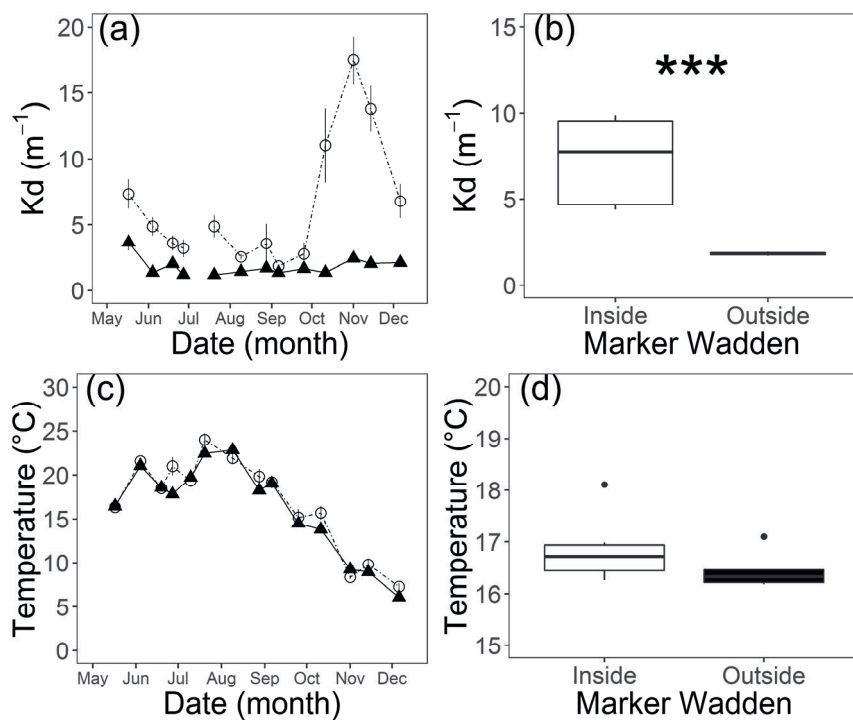 (a)
20
15
10
5
0
Kd (m⁻¹)
May Jun Jul Aug Sep Oct Nov Dec
Date (month)
(b)
***
15
10
5
0
Kd (m⁻¹)
Inside Outside
Marker Wadden
(c)
30
25
20
15
10
5
0
Temperature (°C)
May Jun Jul Aug Sep Oct Nov Dec
Date (month)
(d)
20
19
18
17
16
15
Temperature (°C)
Inside Outside
Marker Wadden